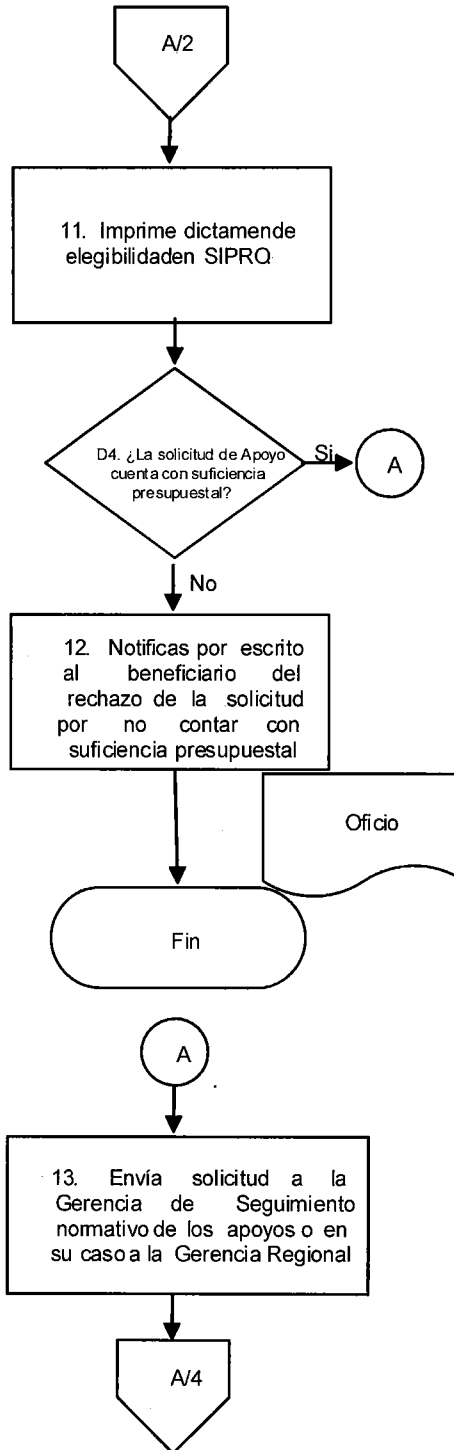 A/2
11. Imprime dictamende
elegibilidaden SIPRO
D4. ¿La solicitud de Apoyo
cuenta con suficiencia
presupuestal?
Si
A
No
12. Notificas por escrito
al beneficiario del
rechazo de la solicitud
por no contar con
suficiencia presupuestal
Oficio
Fin
A
13. Envía solicitud a la
Gerencia de Seguimiento
normativo de los apoyos o en
su caso a la Gerencia Regional
A/4